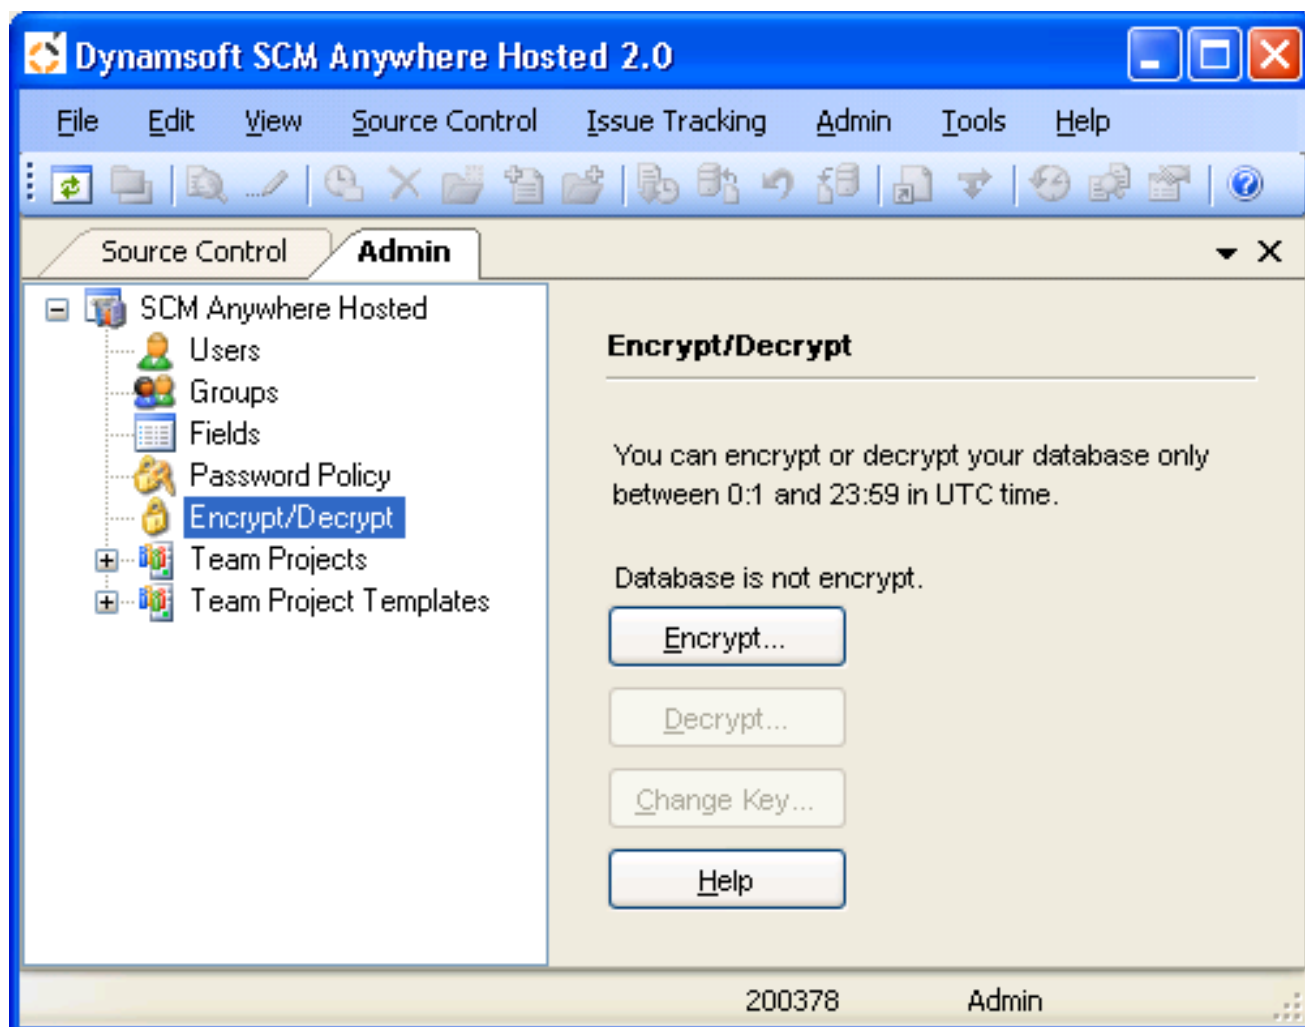 Dynamsoft SCM Anywhere Hosted 2.0
File Edit View Source Control Issue Tracking Admin Tools Help
Source Control Admin
SCM Anywhere Hosted
Users
Groups
Fields
Password Policy
Encrypt/Decrypt
Team Projects
Team Project Templates
Encrypt/Decrypt
You can encrypt or decrypt your database only
between 0:1 and 23:59 in UTC time.
Database is not encrypt.
Encrypt...
Decrypt...
Change Key...
Help
200378 Admin